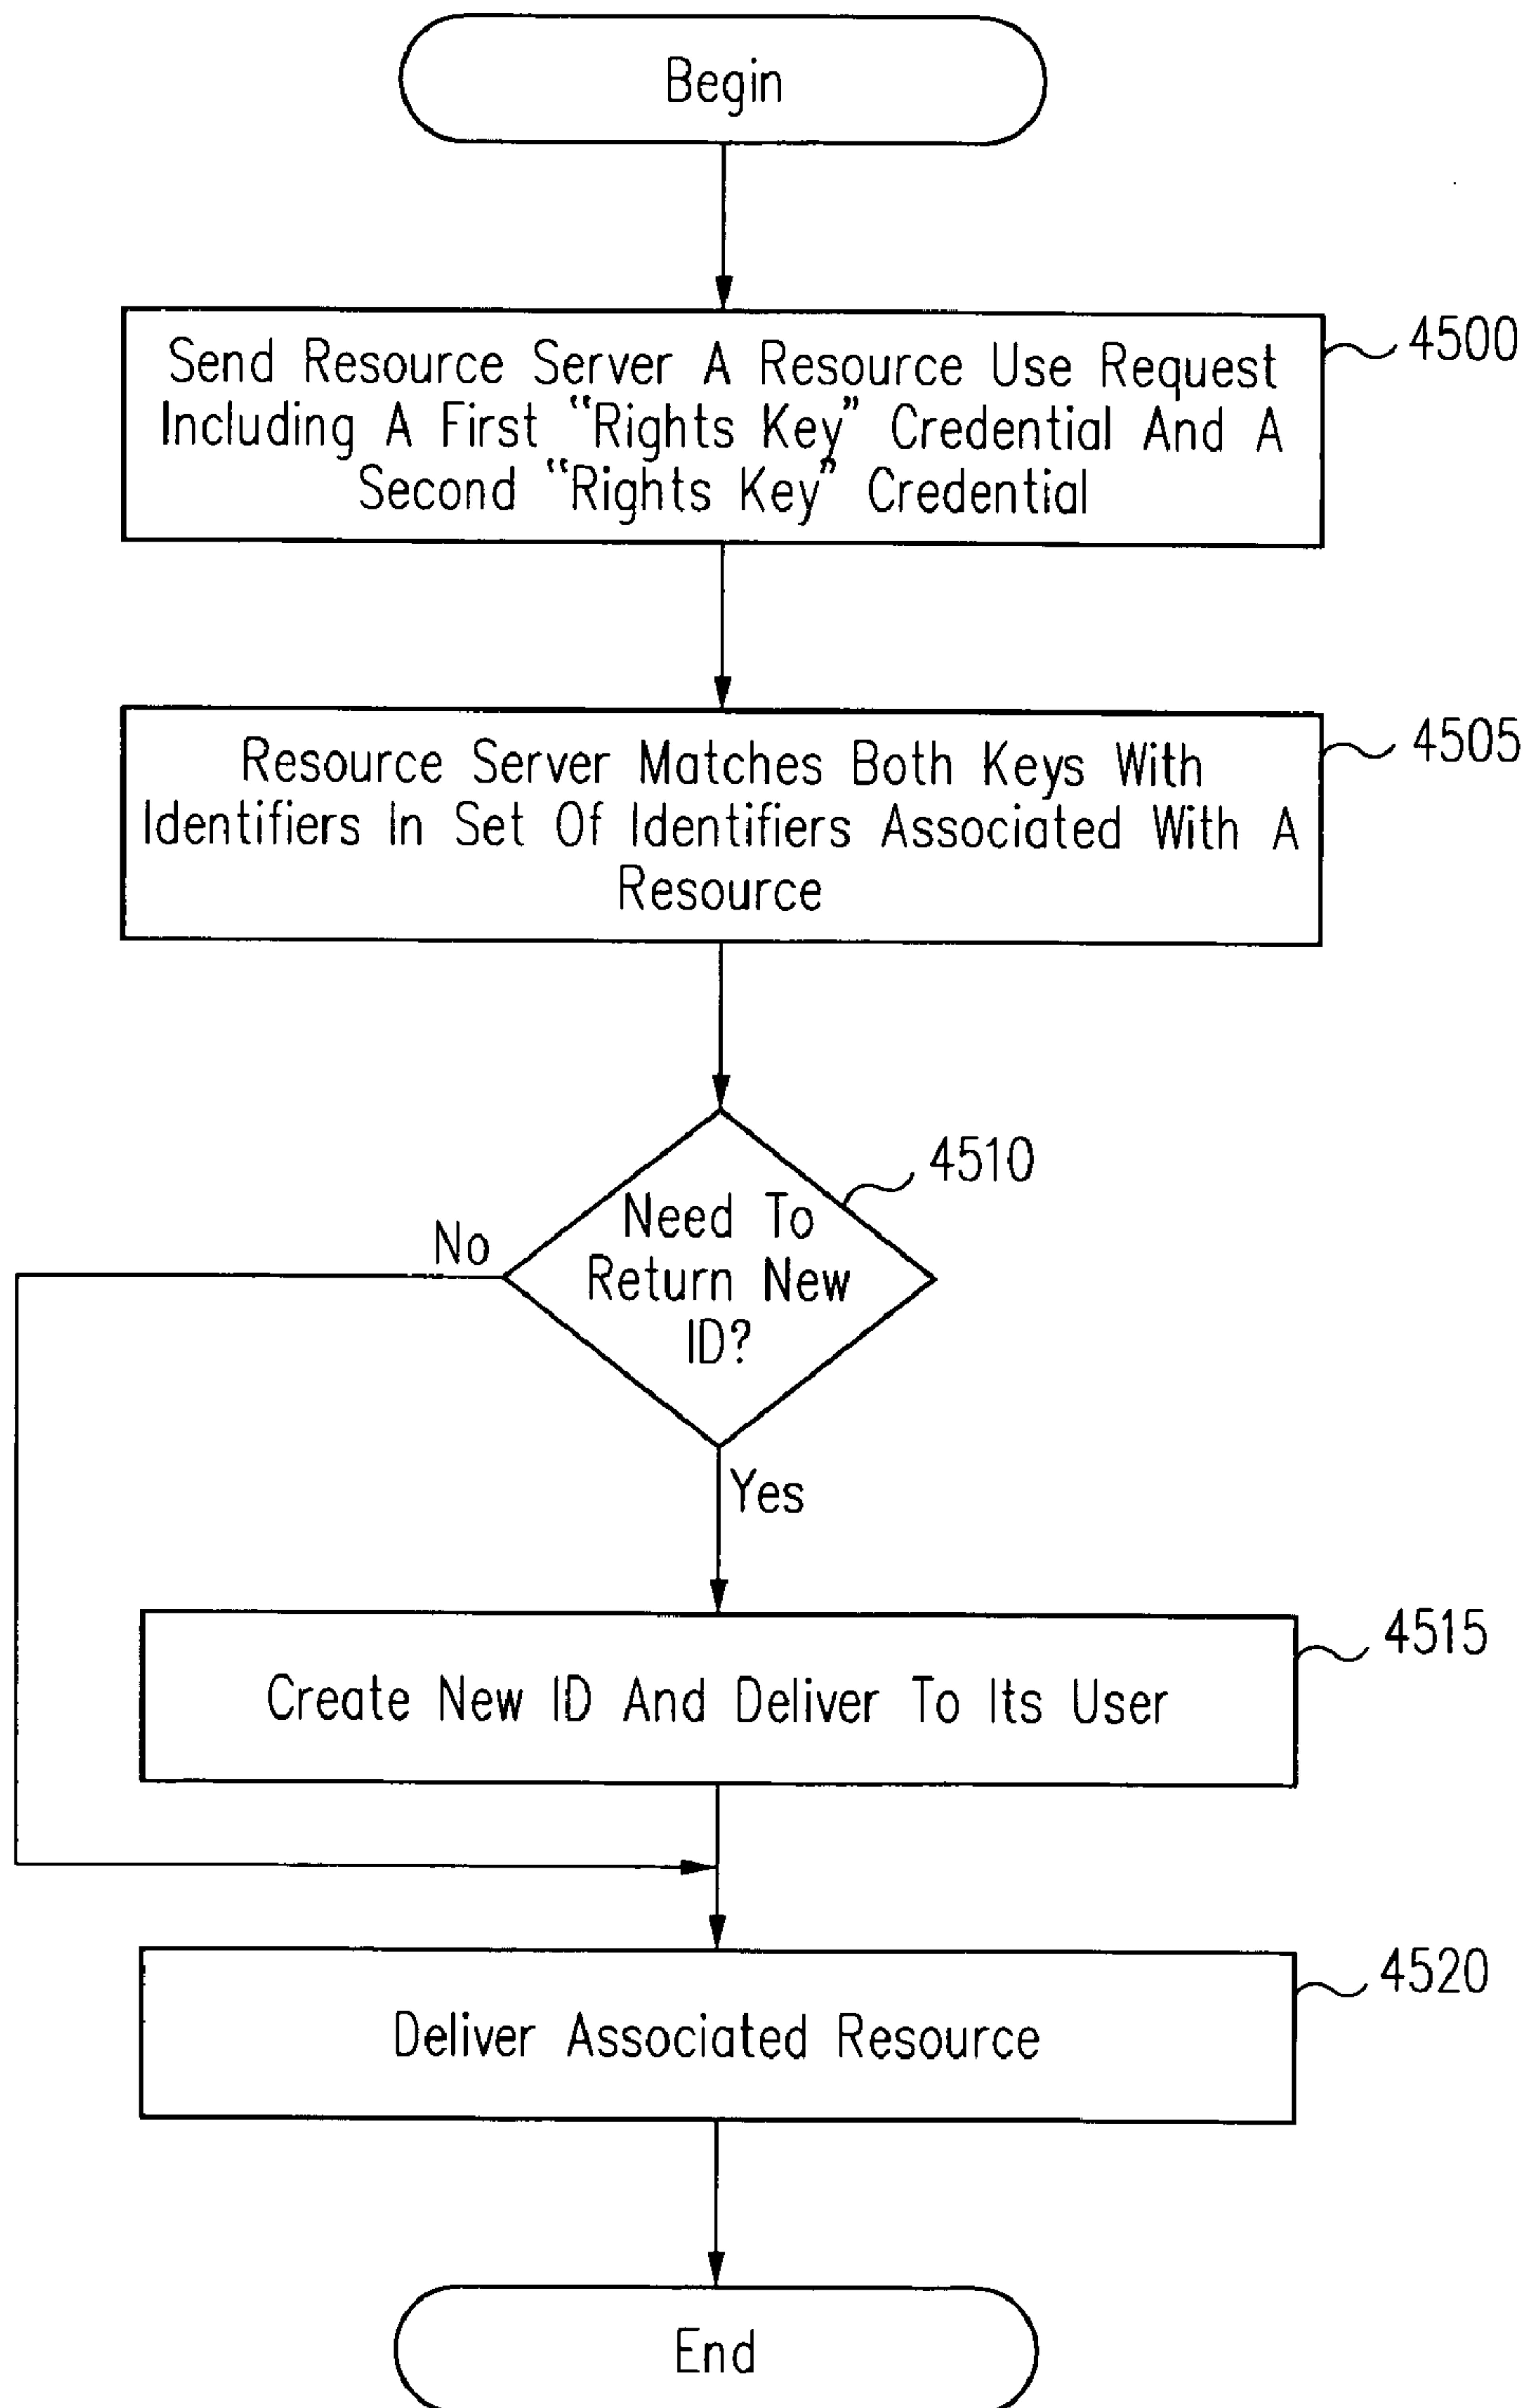 Begin
Send Resource Server A Resource Use Request
Including A First “Rights Key” Credential And A
Second “Rights Key” Credential
4500
Resource Server Matches Both Keys With
Identifiers In Set Of Identifiers Associated With A
Resource
4505
Need To
Return New
ID?
4510
No
Yes
Create New ID And Deliver To Its User
4515
Deliver Associated Resource
4520
End